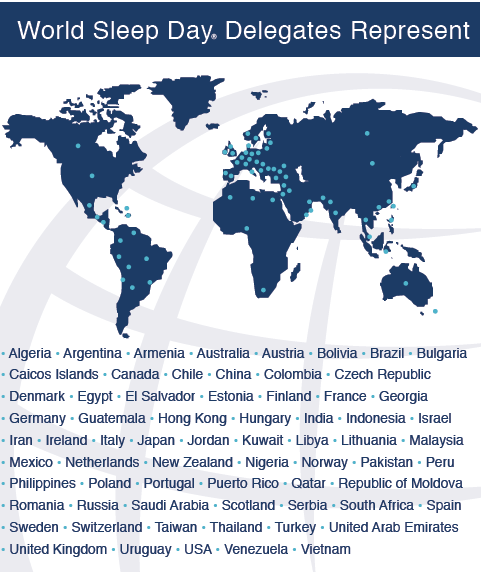 World Sleep Day® Delegates Represent
• Algeria • Argentina • Armenia • Australia • Austria • Bolivia • Brazil • Bulgaria
• Caicos Islands • Canada • Chile • China • Colombia • Czech Republic
• Denmark • Egypt • El Salvador • Estonia • Finland • France • Georgia
• Germany • Guatemala • Hong Kong • Hungary • India • Indonesia • Israel
• Iran • Ireland • Italy • Japan • Jordan • Kuwait • Libya • Lithuania • Malaysia
• Mexico • Netherlands • New Zealand • Nigeria • Norway • Pakistan • Peru
• Philippines • Poland • Portugal • Puerto Rico • Qatar • Republic of Moldova
• Romania • Russia • Saudi Arabia • Scotland • Serbia • South Africa • Spain
• Sweden • Switzerland • Taiwan • Thailand • Turkey • United Arab Emirates
• United Kingdom • Uruguay • USA • Venezuela • Vietnam